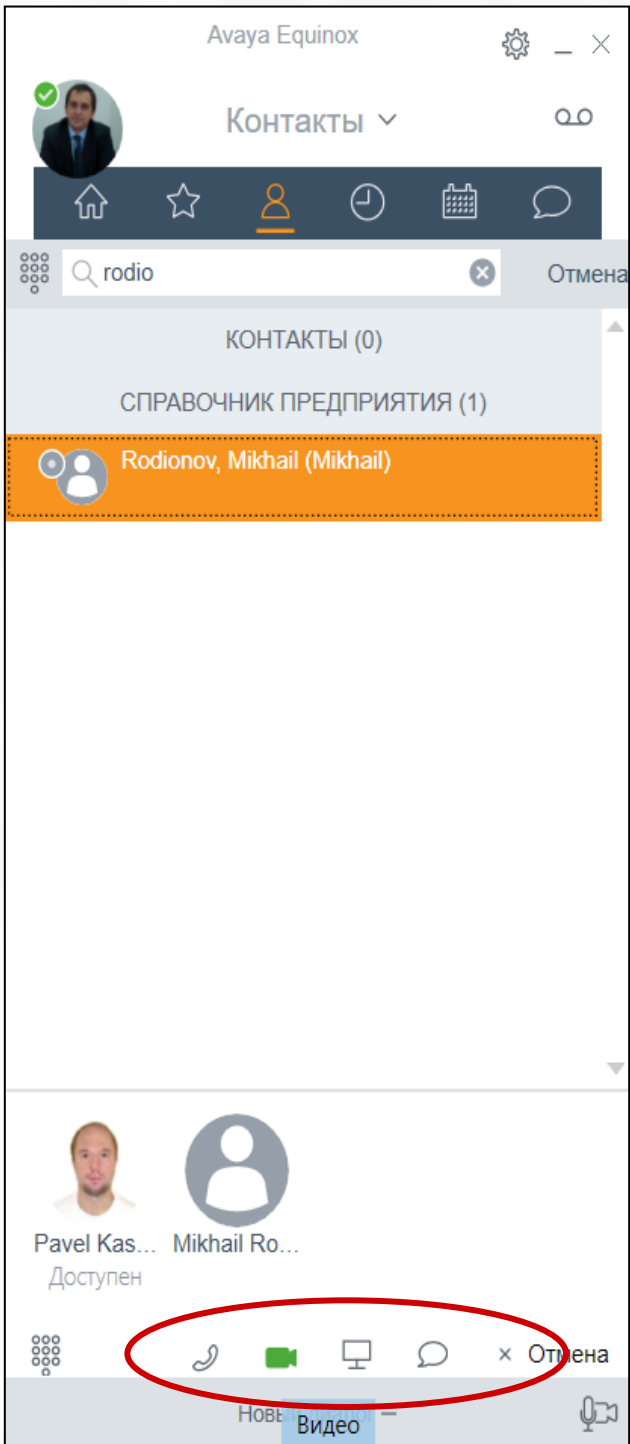 Avaya Equinox
Контакты
rodio
Отмена
КОНТАКТЫ (0)
СПРАВОЧНИК ПРЕДПРИЯТИЯ (1)
Rodionov, Mikhail (Mikhail)
Pavel Kas... Mikhail Ro...
Доступен
Отмена
Видео